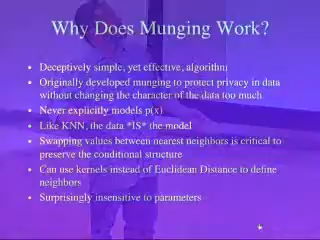 Why Does Munging Work?
• Deceptively simple, yet effective, algorithm
• Originally developed munging to protect privacy in data
without changing the character of the data too much
• Never explicitly models p(x)
• Like KNN, the data *IS* the model
• Swapping values between nearest neighbors is critical to
preserve the conditional structure
• Can use kernels instead of Euclidean Distance to define
neighbors
• Surprisingly insensitive to parameters